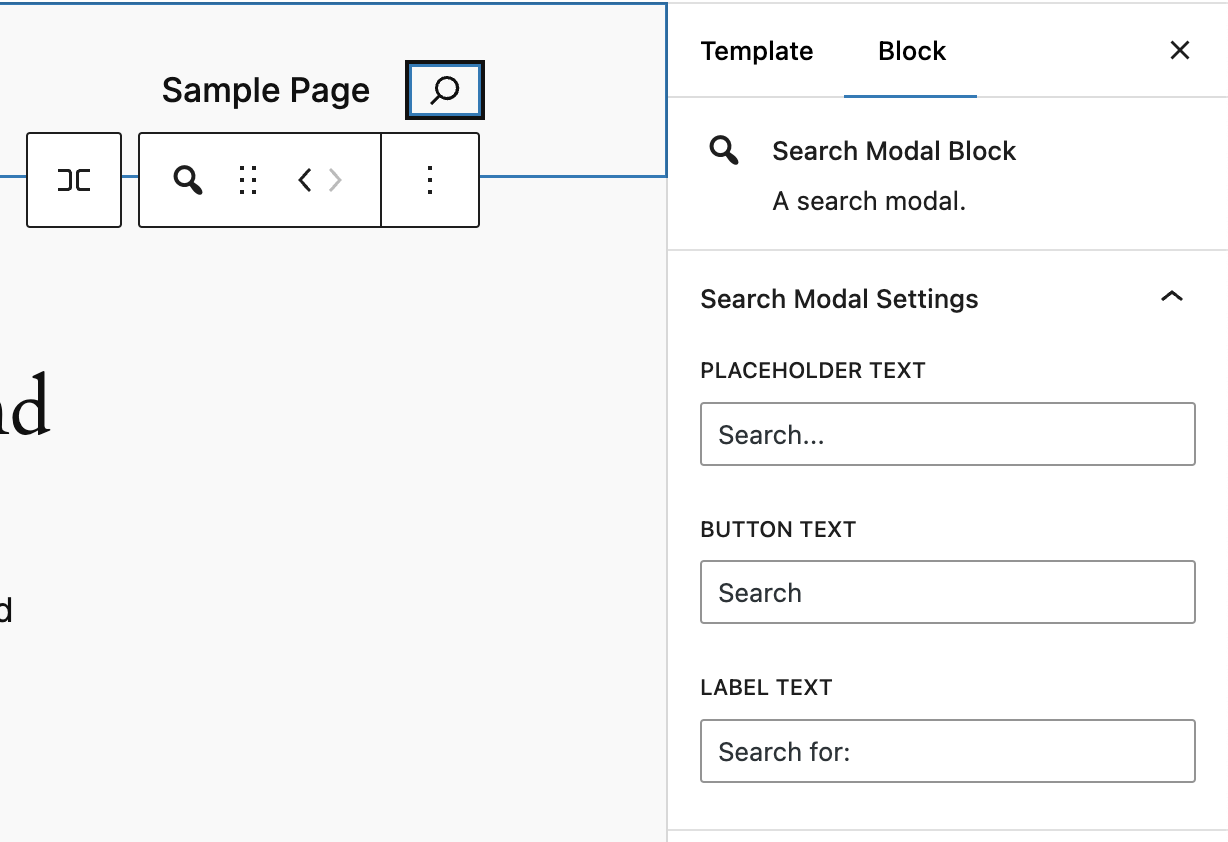 Sample Page
nd
d
Template Block
Search Modal Block
A search modal.
Search Modal Settings
PLACEHOLDER TEXT
Search...
BUTTON TEXT
Search
LABEL TEXT
Search for: